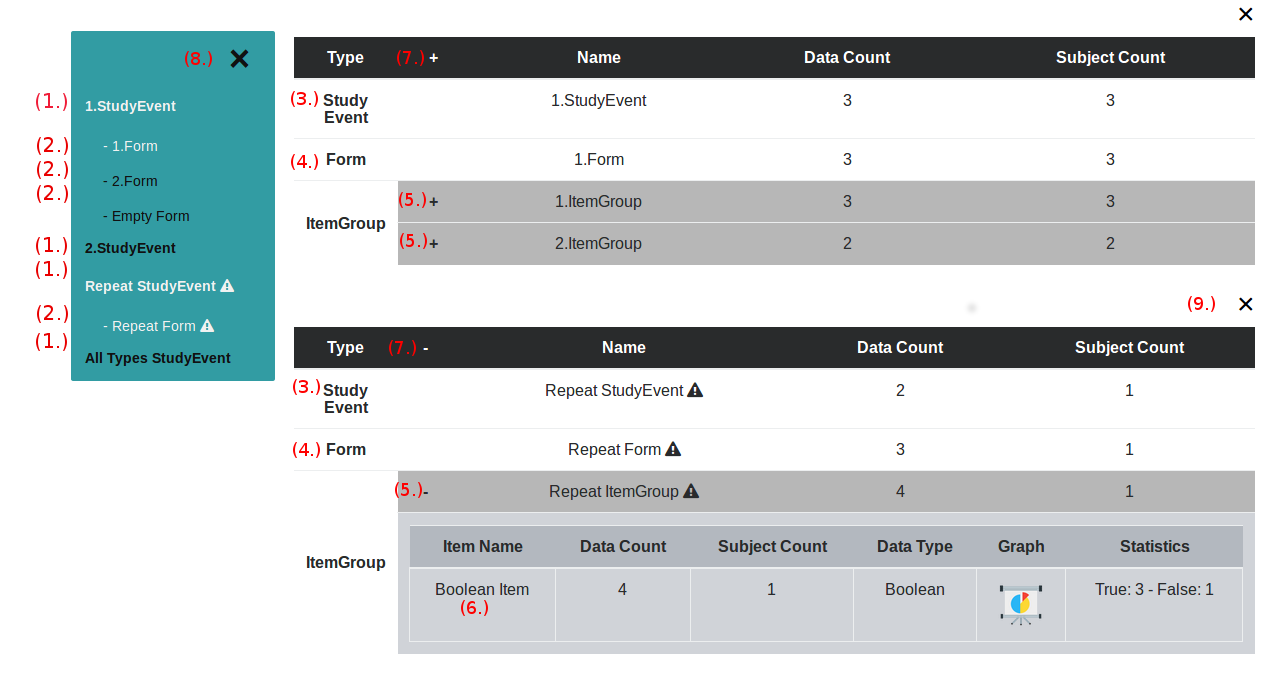 (8.) ×
(1.) 1.StudyEvent
(2.) - 1.Form
(2.) - 2.Form
(2.) - Empty Form
(1.) 2.StudyEvent
(1.) Repeat StudyEvent
(2.) - Repeat Form
(1.) All Types StudyEvent
×
Type (7.) + Name Data Count Subject Count
(3.) Study Event 1.StudyEvent 3 3
(4.) Form 1.Form 3 3
ItemGroup (5.) + 1.ItemGroup 3 3
(5.) + 2.ItemGroup 2 2
(9.) ×
Type (7.) - Name Data Count Subject Count
(3.) Study Event Repeat StudyEvent 2 1
(4.) Form Repeat Form 3 1
(5.) - Repeat ItemGroup 4 1
ItemGroup
Item Name Data Count Subject Count Data Type Graph Statistics
Boolean Item 4 1 Boolean True: 3 - False: 1
(6.)